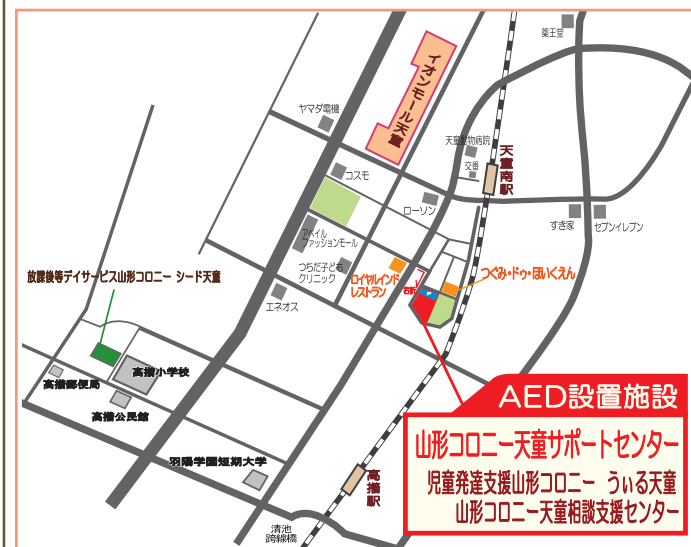 薬王堂
イオンモール天童
ヤマダ電機
天童動物病院
交番
天童南駅
コスモ
ローソン
すき家
セブンイレブン
アベイル
ファッションモール
つちだ子ども
クリニック
ロイヤルインド
レストラン
右折
つぐみ・ドゥ・ほいくえん
放課後等デイサービス山形コロニー シード天童
エネオス
高擶小学校
高擶郵便局
高擶公民館
羽陽学園短期大学
高擶駅
清池
跨線橋
AED設置施設
山形コロニー天童サポートセンター
児童発達支援山形コロニー うぃる天童
山形コロニー天童相談支援センター